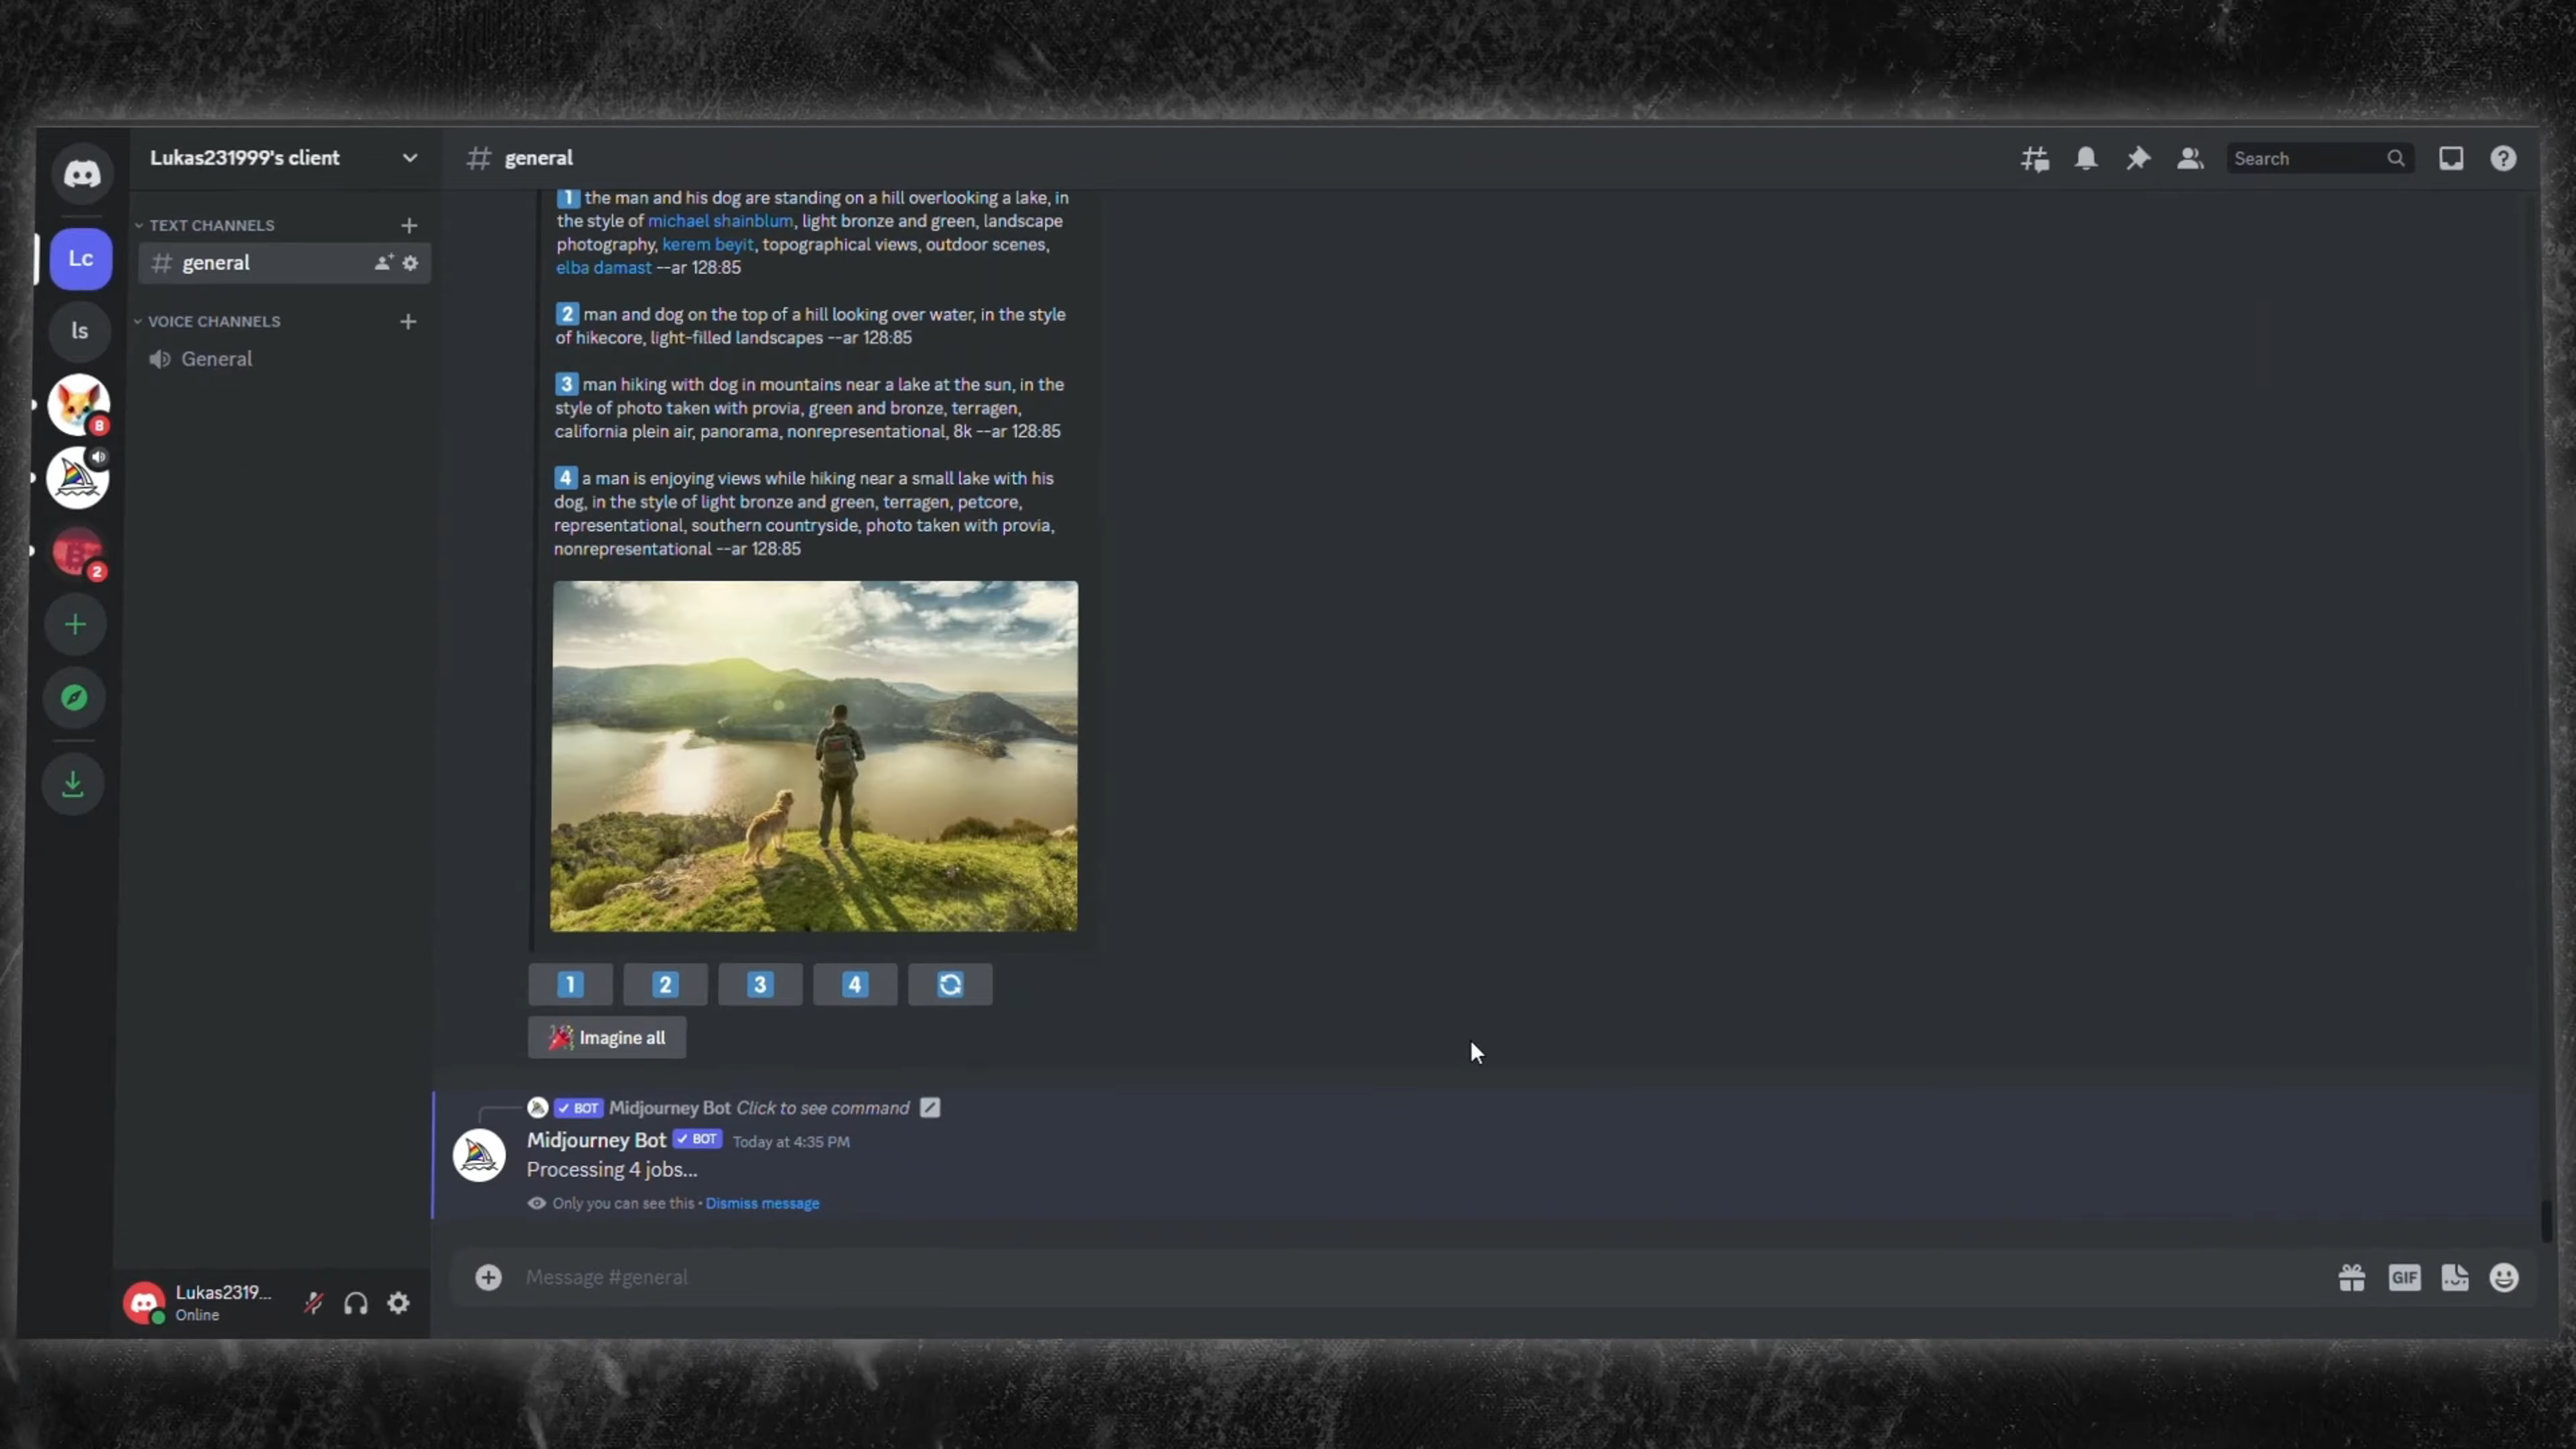 Lukas231999's client
general
Search
TEXT CHANNELS
general
VOICE CHANNELS
General
Lc
ls
8
B
2
1 the man and his dog are standing on a hill overlooking a lake, in
the style of michael shainblum, light bronze and green, landscape
photography, kerem beyit, topographical views, outdoor scenes,
elba damast --ar 128:85
2 man and dog on the top of a hill looking over water, in the style
of hikecore, light-filled landscapes --ar 128:85
3 man hiking with dog in mountains near a lake at the sun, in the
style of photo taken with provia, green and bronze, terragen,
california plein air, panorama, nonrepresentational, 8k --ar 128:85
4 a man is enjoying views while hiking near a small lake with his
dog, in the style of light bronze and green, terragen, petcore,
representational, southern countryside, photo taken with provia,
nonrepresentational --ar 128:85
1 2 3 4
Imagine all
BOT Midjourney Bot Click to see command
Midjourney Bot BOT Today at 4:35 PM
Processing 4 jobs...
Only you can see this • Dismiss message
Message #general
GIF
Lukas2319...
Online